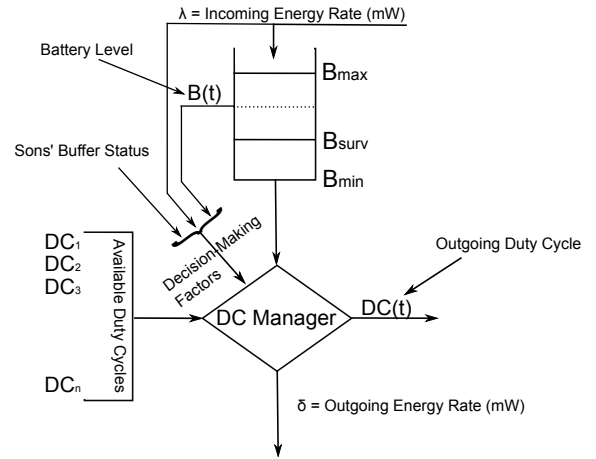 λ = Incoming Energy Rate (mW)
Battery Level
Bmax
B(t)
Bsurv
Sons' Buffer Status
Bmin
Decision-Making
Factors
DC₁
DC₂
DC₃
DCₙ
Available Duty Cycles
Outgoing Duty Cycle
DC Manager
DC(t)
δ = Outgoing Energy Rate (mW)